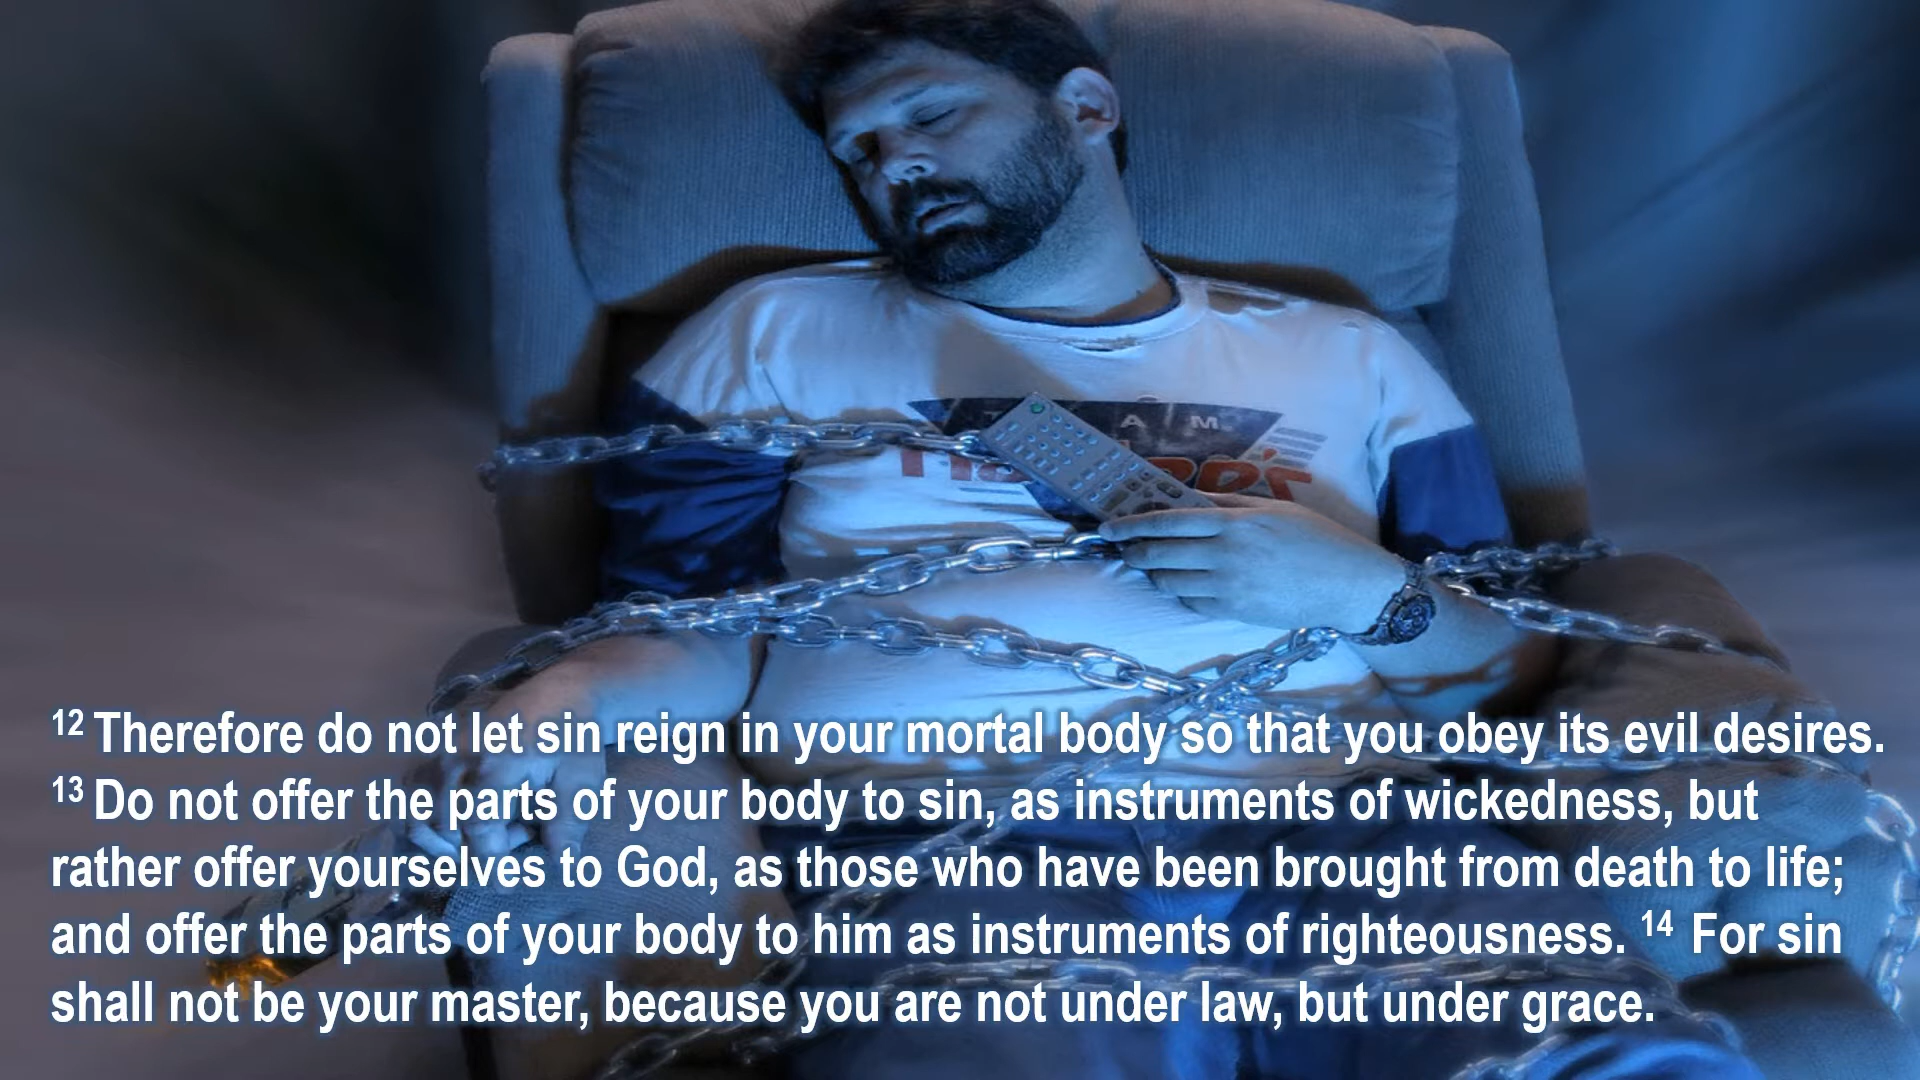 T AM
12 Therefore do not let sin reign in your mortal body so that you obey its evil desires.
13 Do not offer the parts of your body to sin, as instruments of wickedness, but
rather offer yourselves to God, as those who have been brought from death to life;
and offer the parts of your body to him as instruments of righteousness. 14 For sin
shall not be your master, because you are not under law, but under grace.